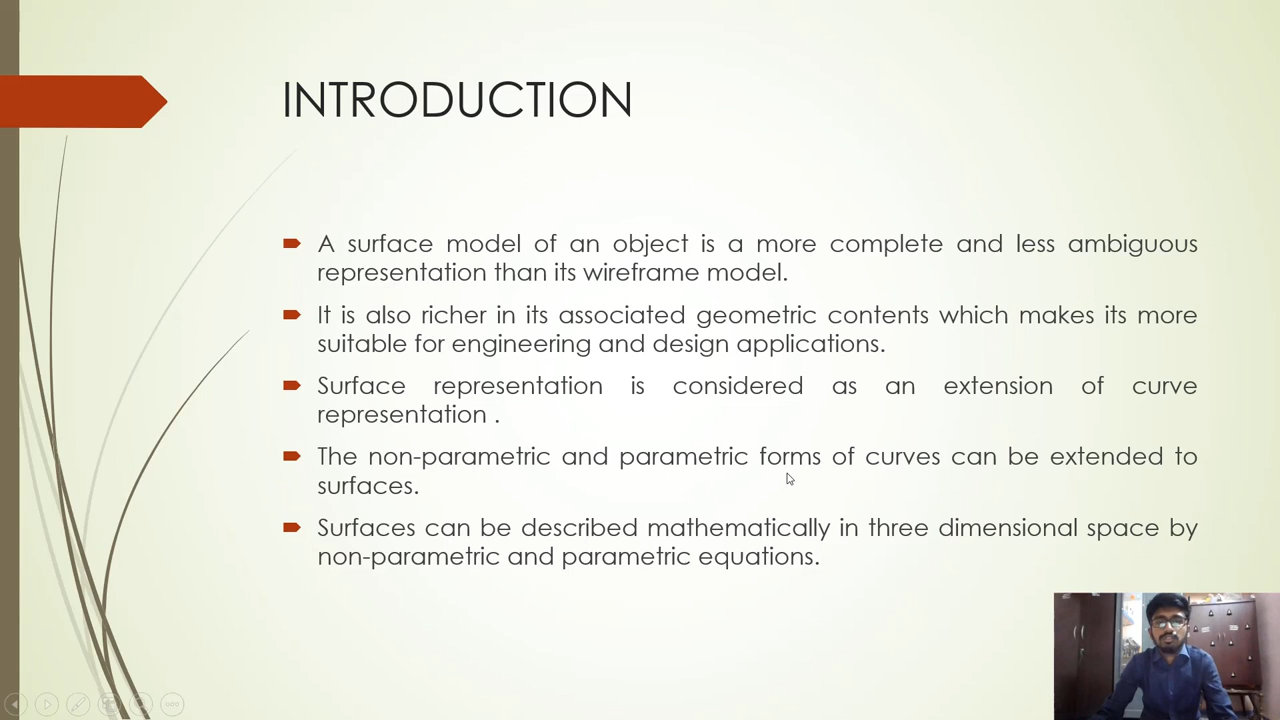 INTRODUCTION
A surface model of an object is a more complete and less ambiguous
representation than its wireframe model.
It is also richer in its associated geometric contents which makes its more
suitable for engineering and design applications.
Surface representation is considered as an extension of curve
representation .
The non-parametric and parametric forms of curves can be extended to
surfaces.
Surfaces can be described mathematically in three dimensional space by
non-parametric and parametric equations.